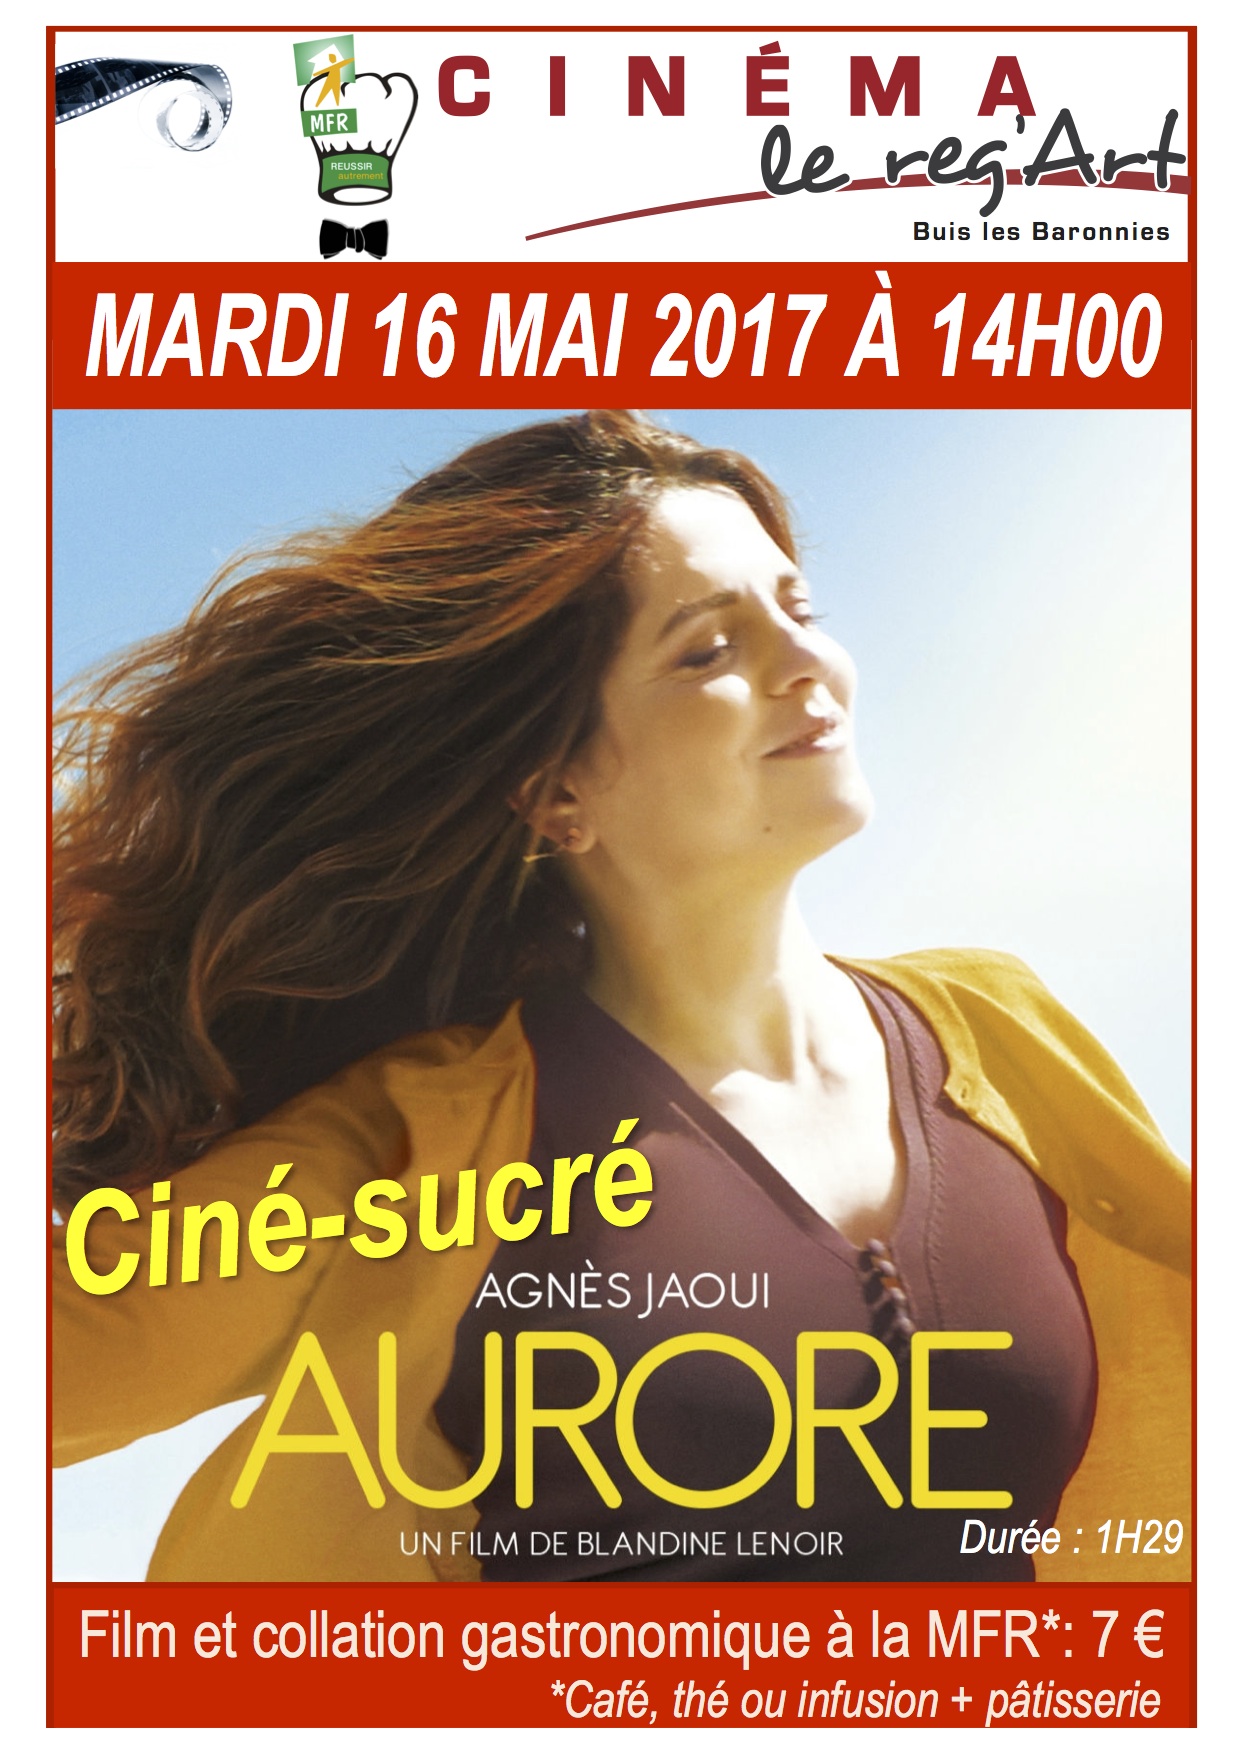 CINÉMA
le reg'Art
MFR
REUSSIR
autrement
Buis les Baronnies
MARDI 16 MAI 2017 À 14H00
Ciné-sucré
AGNÈS JAOUI
AURORE
UN FILM DE BLANDINE LENOIR
Durée : 1H29
Film et collation gastronomique à la MFR*: 7 €
*Café, thé ou infusion + pâtisserie